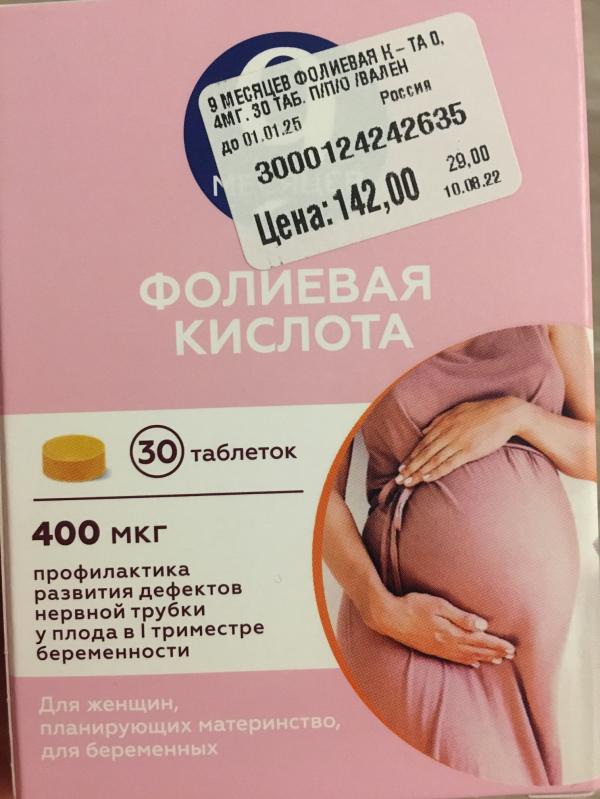 9 МЕСЯЦЕВ ФОЛИЕВАЯ К-ТА 0,
4МГ. 30 ТАБ. П/П/О /ВАЛЕН
до 01.01.25 Россия
3000124242635
Цена:142,00
29,00
10.08.22
МЕСЯЦЕВ
ФОЛИЕВАЯ
КИСЛОТА
30 таблеток
400 мкг
профилактика
развития дефектов
нервной трубки
у плода в I триместре
беременности
Для женщин,
планирующих материнство,
для беременных